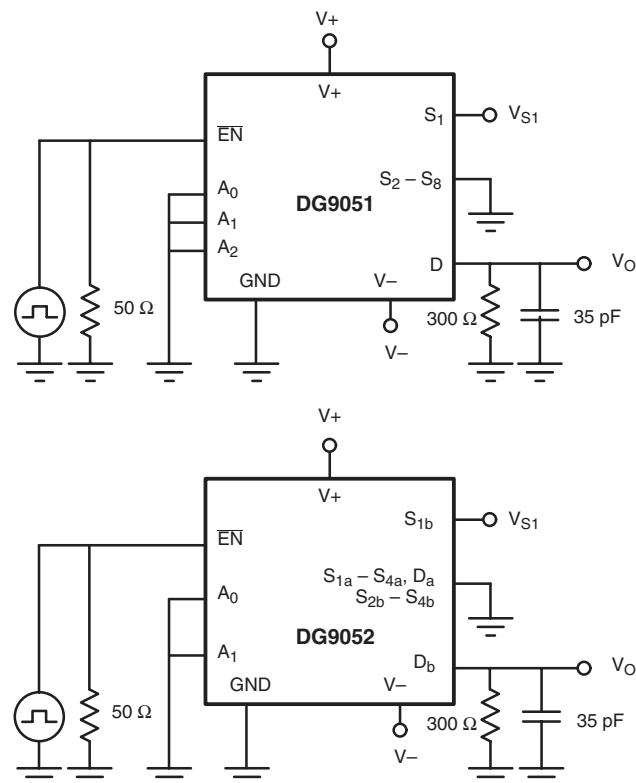 V+
V+
EN
S1
VS1
A0
S2 – S8
A1
DG9051
A2
D
VO
GND
V–
50 Ω
300 Ω
35 pF
V–
V+
V+
EN
S1b
VS1
A0
S1a – S4a, Da
S2b – S4b
DG9052
A1
Db
VO
GND
V–
50 Ω
300 Ω
35 pF
V–